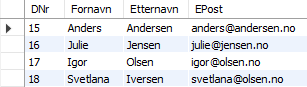 DNr Fornavn Etternavn EPost
15 Anders Andersen anders@andersen.no
16 Julie Jensen julie@jensen.no
17 Igor Olsen igor@olsen.no
18 Svetlana Iversen svetlana@olsen.no